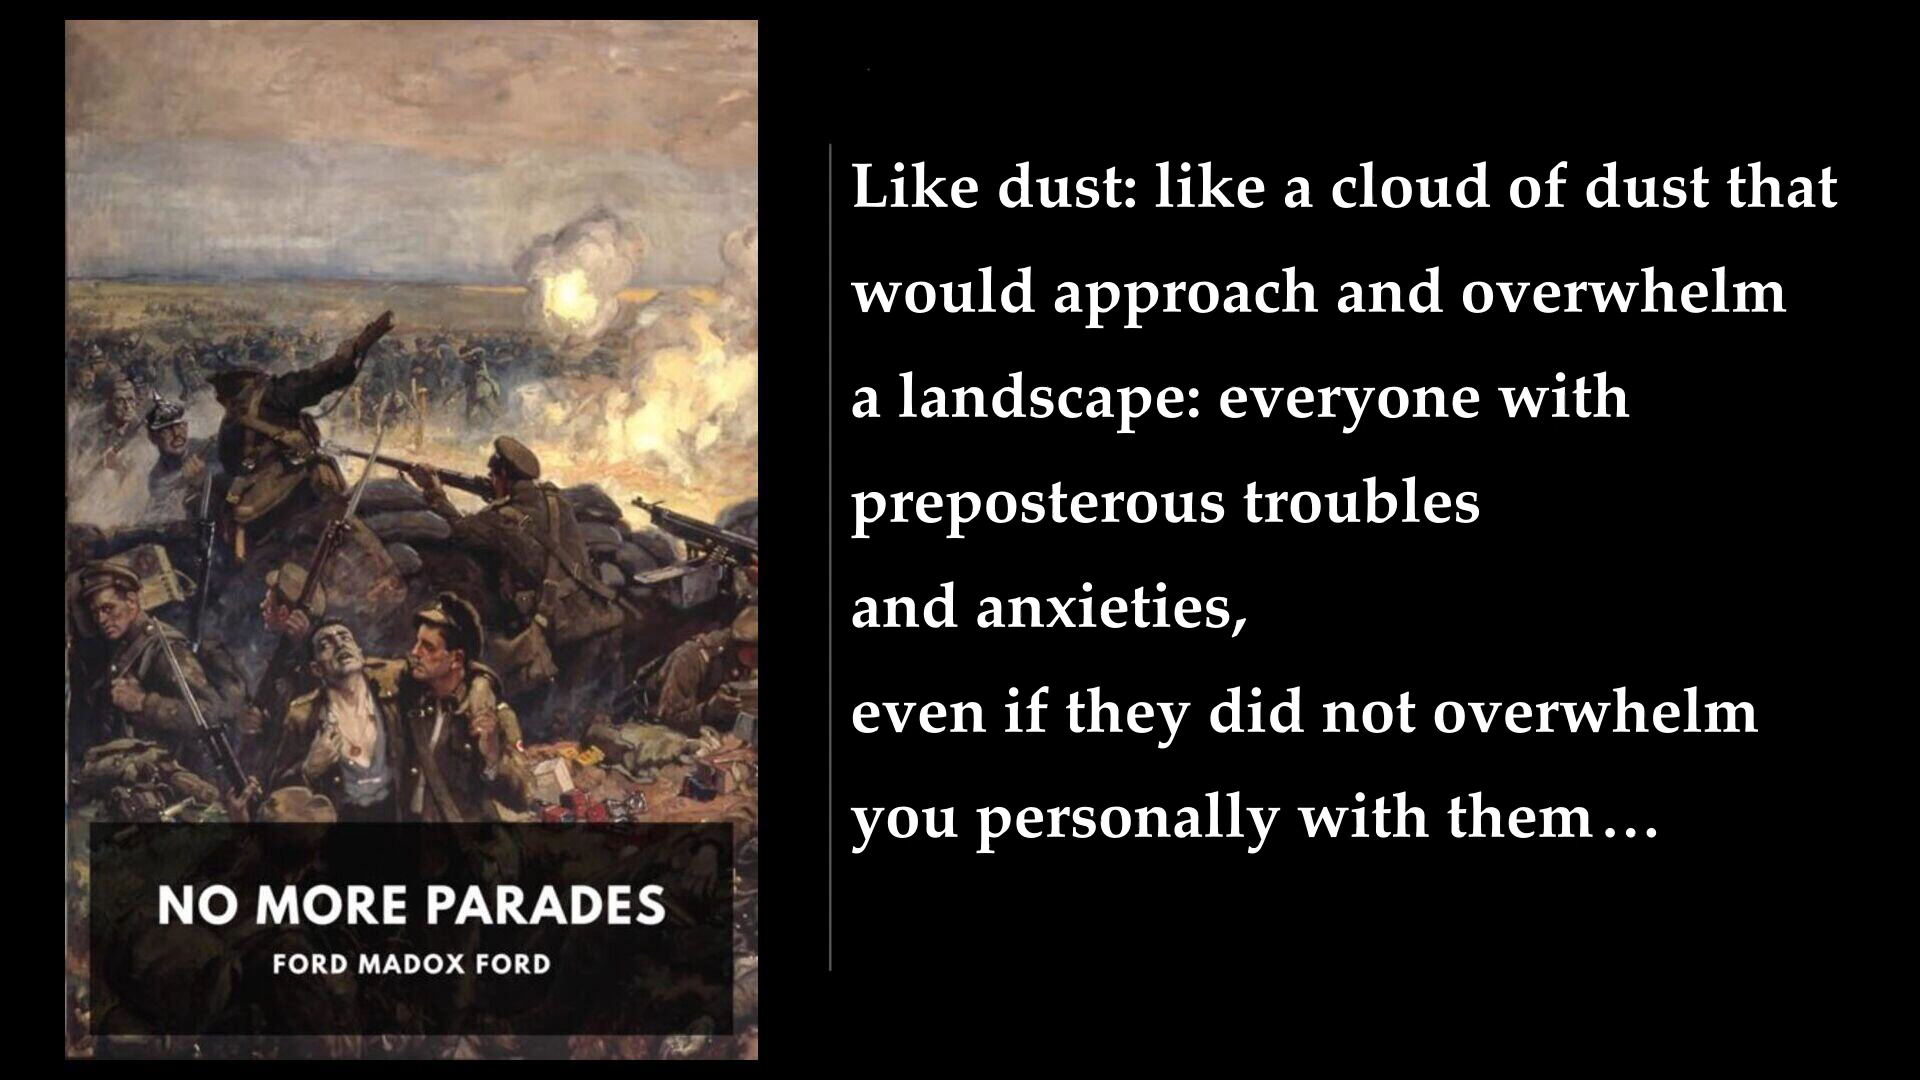 NO MORE PARADES
FORD MADOX FORD
Like dust: like a cloud of dust that
would approach and overwhelm
a landscape: everyone with
preposterous troubles
and anxieties,
even if they did not overwhelm
you personally with them…